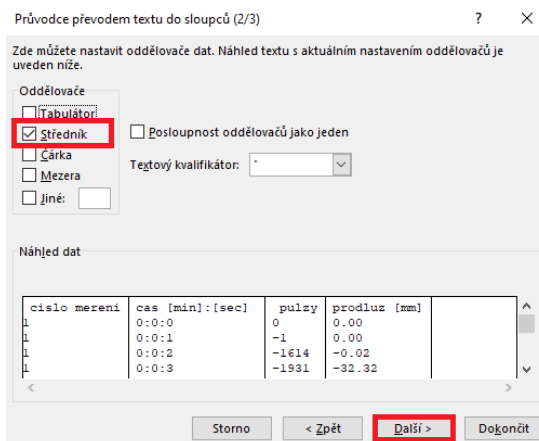 Průvodce převodem textu do sloupců (2/3) ? ×
Zde můžete nastavit oddělovače dat. Náhled textu s aktuálním nastavením oddělovačů je
uveden níže.
Oddělovače
Tabulátor
Středník
Posloupnost oddělovačů jako jeden
Čárka
Textový kvalifikátor: "
Mezera
Jiné:
Náhled dat
cislo mereni cas [min]:[sec] pulzy prodluz [mm]
1 0:0:0 0 0.00
1 0:0:1 -1 0.00
1 0:0:2 -1614 -0.02
1 0:0:3 -1931 -32.32
Storno < Zpět Další > Dokončit